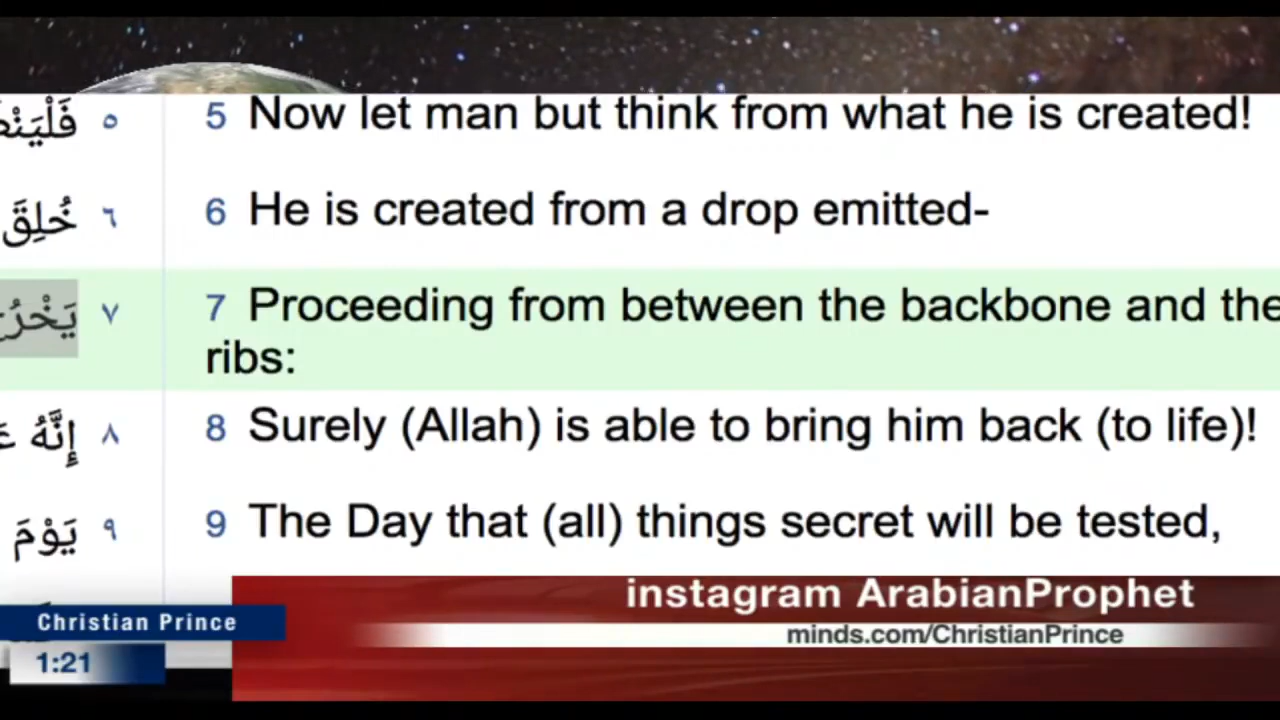 فَلْيَنْظُ ٥ 5 Now let man but think from what he is created!
خُلِقَ ٦ 6 He is created from a drop emitted-
يَخْرُجُ ٧ 7 Proceeding from between the backbone and the
ribs:
إِنَّهُ ٨ 8 Surely (Allah) is able to bring him back (to life)!
يَوْمَ ٩ 9 The Day that (all) things secret will be tested,
instagram ArabianProphet
Christian Prince
minds.com/ChristianPrince
1:21